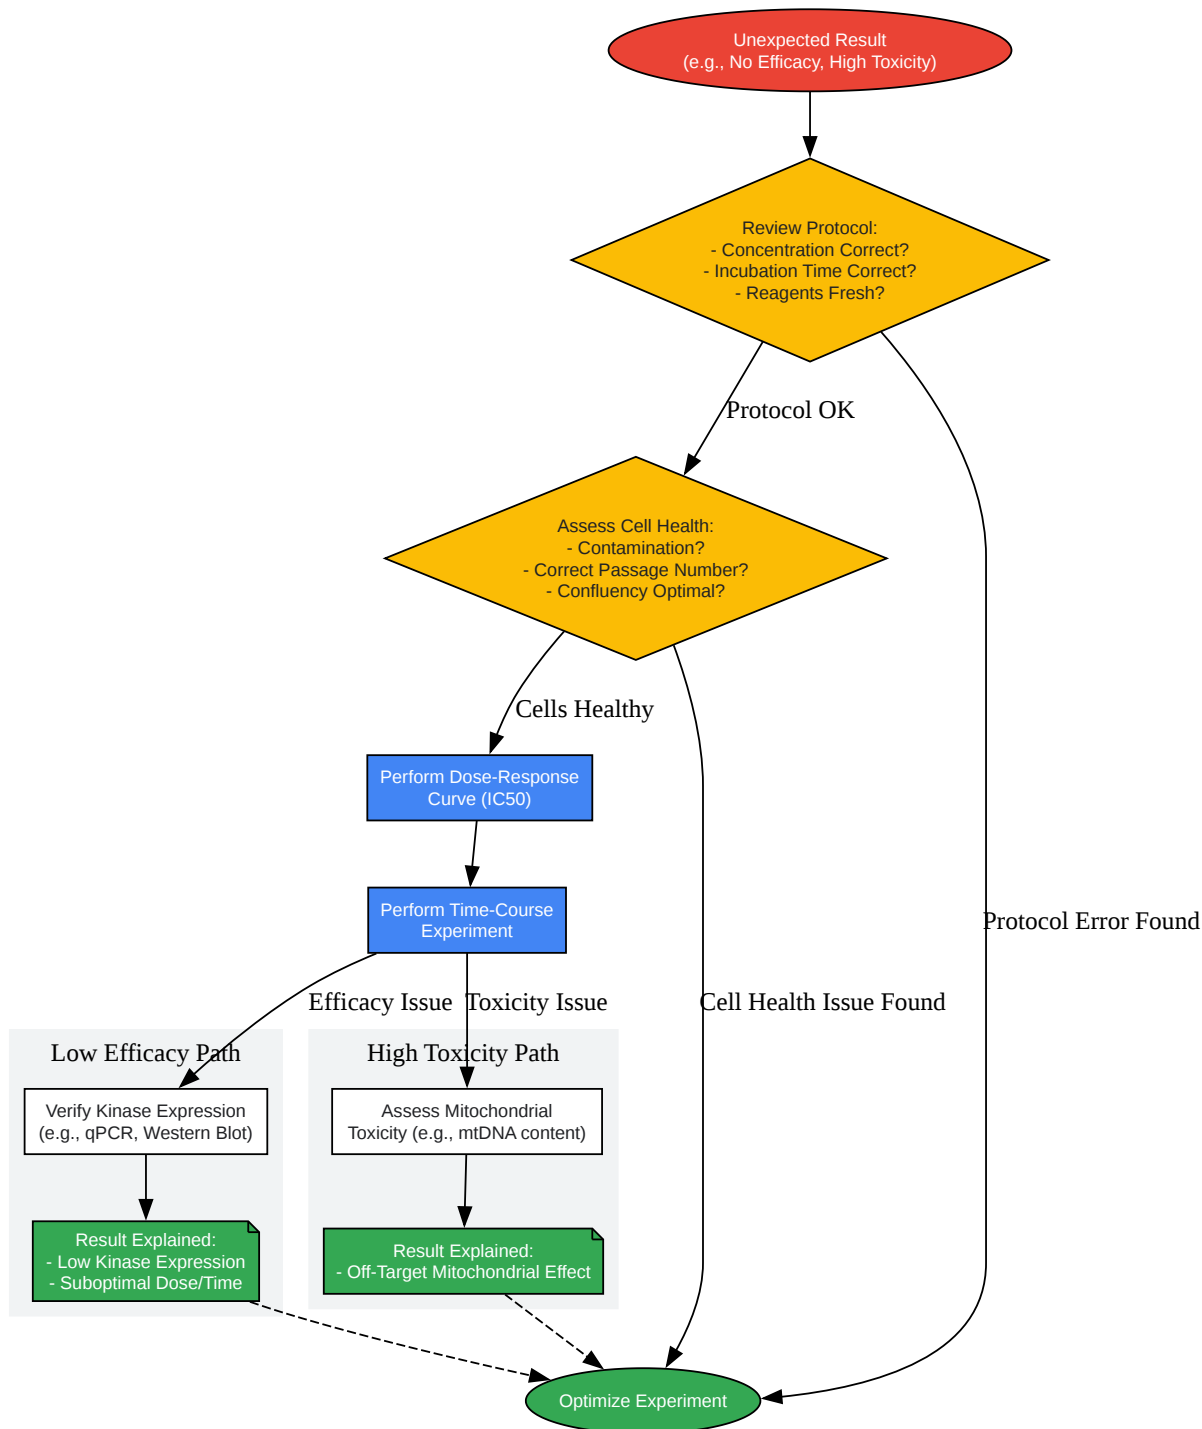 Unexpected Result
(e.g., No Efficacy, High Toxicity)
Review Protocol:
- Concentration Correct?
- Incubation Time Correct?
- Reagents Fresh?
Protocol OK
Assess Cell Health:
- Contamination?
- Correct Passage Number?
- Confluency Optimal?
Cells Healthy
Perform Dose-Response
Curve (IC50)
Perform Time-Course
Experiment
Protocol Error Found
Efficacy Issue
Toxicity Issue
Cell Health Issue Found
Low Efficacy Path
High Toxicity Path
Verify Kinase Expression
(e.g., qPCR, Western Blot)
Assess Mitochondrial
Toxicity (e.g., mtDNA content)
Result Explained:
- Low Kinase Expression
- Suboptimal Dose/Time
Result Explained:
- Off-Target Mitochondrial Effect
Optimize Experiment